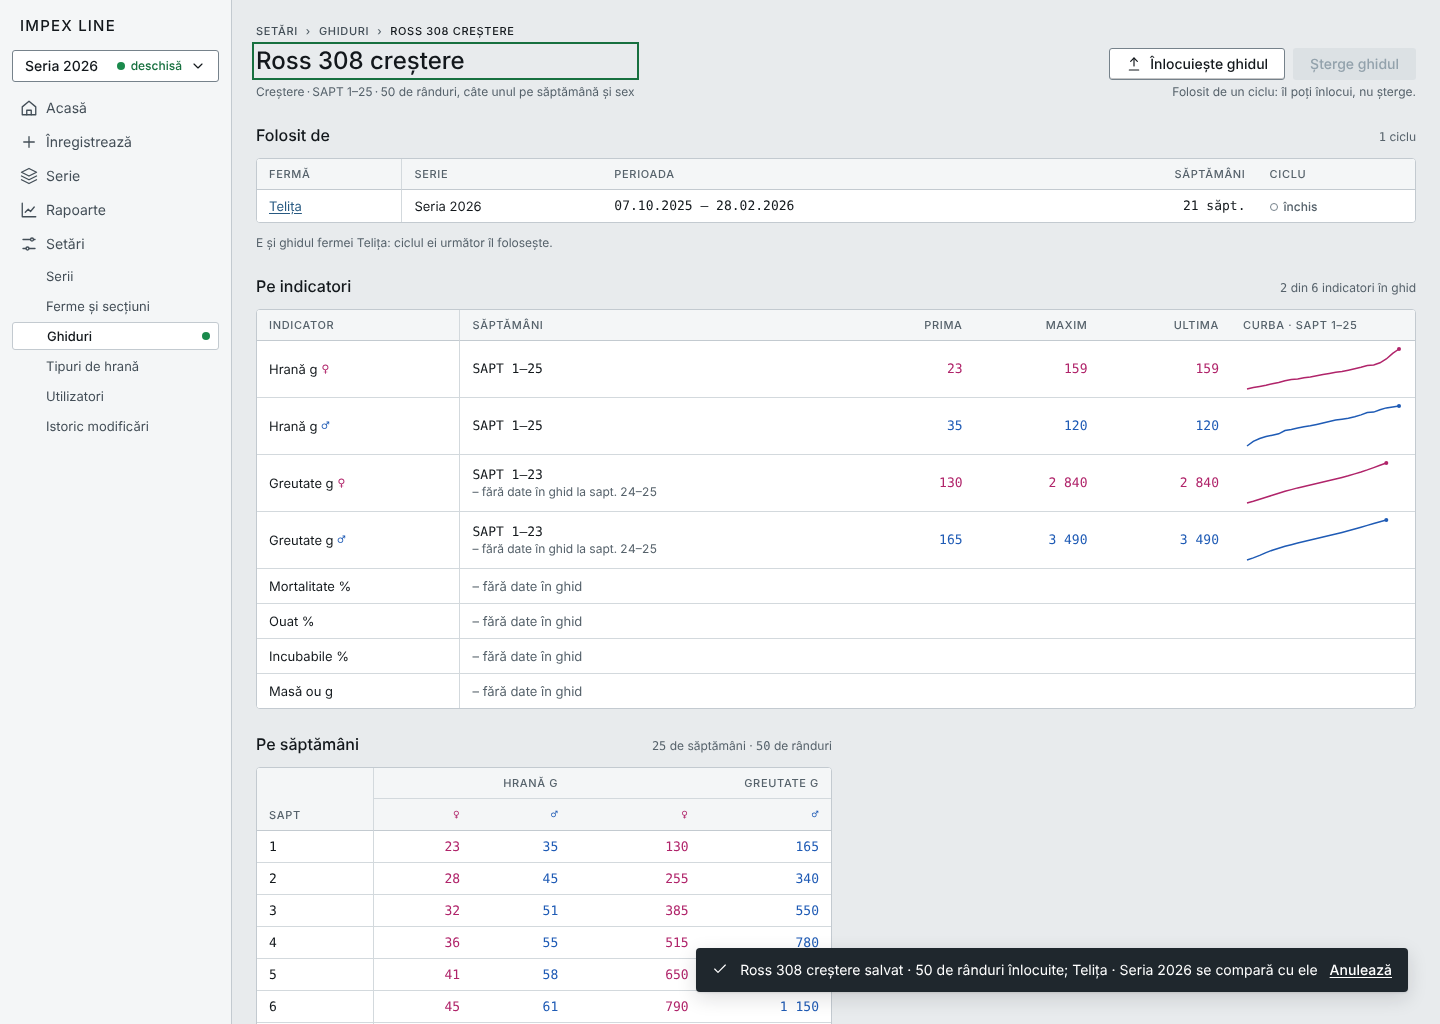 IMPEX LINE
Seria 2026 deschisă
Acasă
Înregistrează
Serie
Rapoarte
Setări
Serii
Ferme și secțiuni
Ghiduri
Tipuri de hrană
Utilizatori
Istoric modificări
SETĂRI › GHIDURI › ROSS 308 CREȘTERE
Ross 308 creștere
Creștere · SAPT 1–25 · 50 de rânduri, câte unul pe săptămână și sex
Înlocuiește ghidul
Șterge ghidul
Folosit de un ciclu: îl poți înlocui, nu șterge.
Folosit de 1 ciclu
FERMĂ SERIE PERIOADA SĂPTĂMÂNI CICLU
Telița Seria 2026 07.10.2025 – 28.02.2026 21 săpt. închis
E și ghidul fermei Telița: ciclul ei următor îl folosește.
Pe indicatori 2 din 6 indicatori în ghid
INDICATOR SĂPTĂMÂNI PRIMA MAXIM ULTIMA CURBA · SAPT 1–25
Hrană g ♀ SAPT 1–25 23 159 159
Hrană g ♂ SAPT 1–25 35 120 120
Greutate g ♀ SAPT 1–23 130 2 840 2 840
– fără date în ghid la sapt. 24–25
Greutate g ♂ SAPT 1–23 165 3 490 3 490
– fără date în ghid la sapt. 24–25
Mortalitate % – fără date în ghid
Ouat % – fără date în ghid
Incubabile % – fără date în ghid
Masă ou g – fără date în ghid
Pe săptămâni 25 de săptămâni · 50 de rânduri
HRANĂ G GREUTATE G
SAPT ♀ ♂ ♀ ♂
1 23 35 130 165
2 28 45 255 340
3 32 51 385 550
4 36 55 515 780
5 41 58 650
6 45 61 790 1 150
Ross 308 creștere salvat · 50 de rânduri înlocuite; Telița · Seria 2026 se compară cu ele Anulează